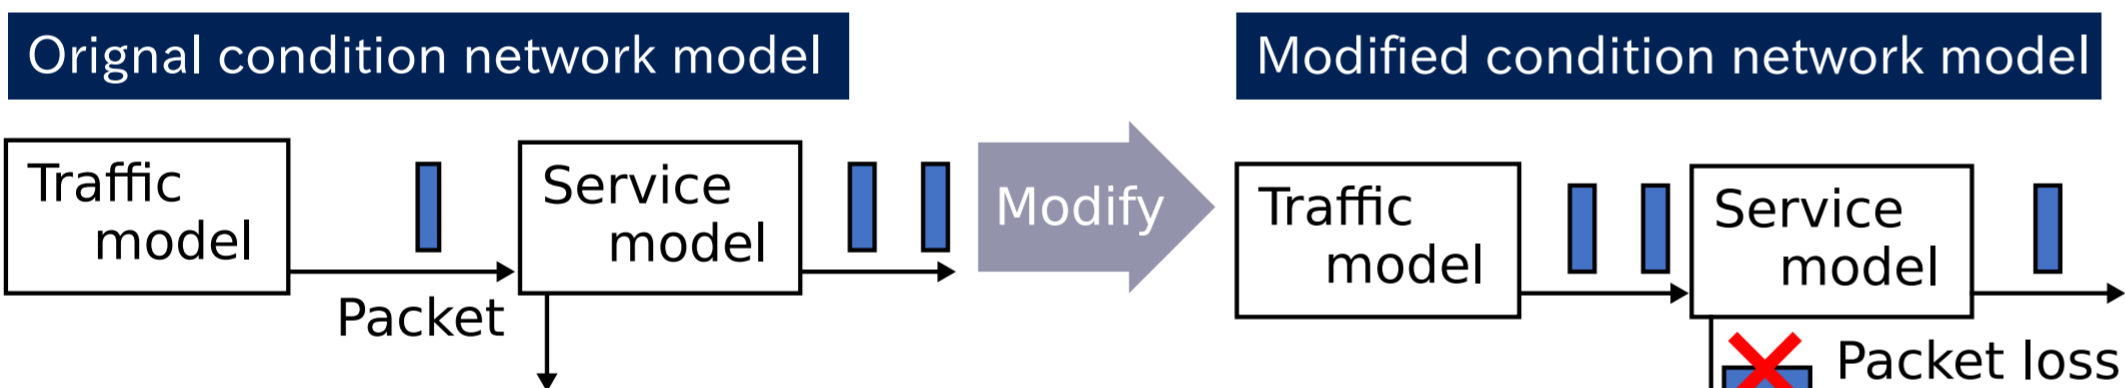 Orignal condition network model
Modified condition network model
Traffic
model
Packet
Service
model
Modify
Traffic
model
Service
model
Packet loss